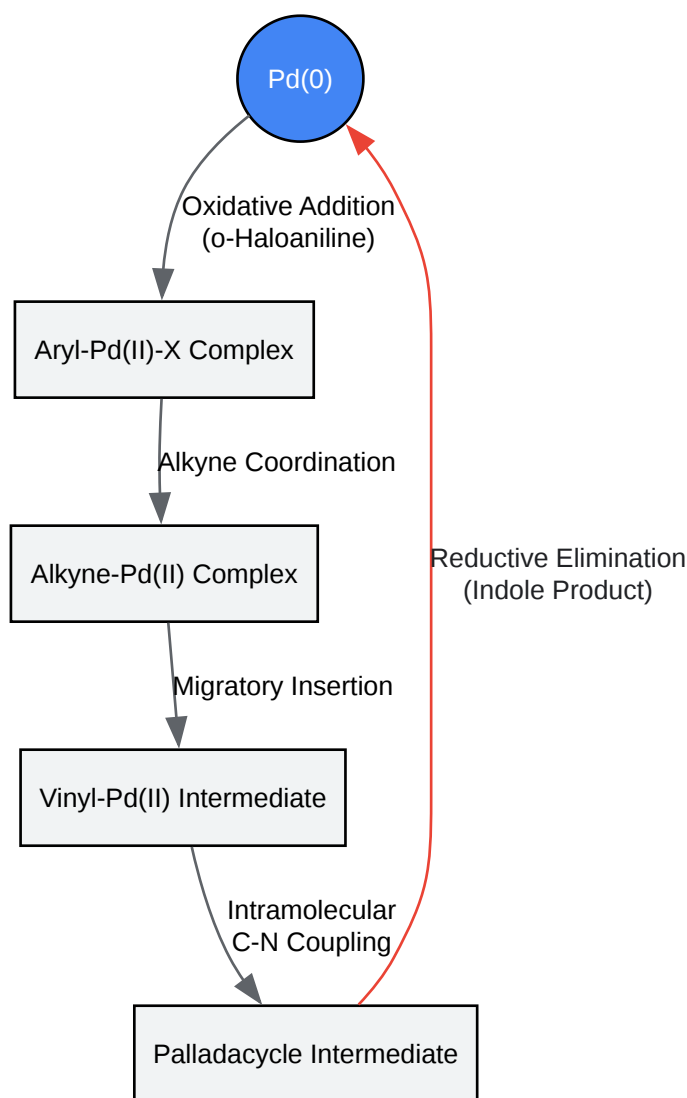 Pd(0)
Oxidative Addition
(o-Haloaniline)
Aryl-Pd(II)-X Complex
Alkyne Coordination
Alkyne-Pd(II) Complex
Reductive Elimination
(Indole Product)
Migratory Insertion
Vinyl-Pd(II) Intermediate
Intramolecular
C-N Coupling
Palladacycle Intermediate